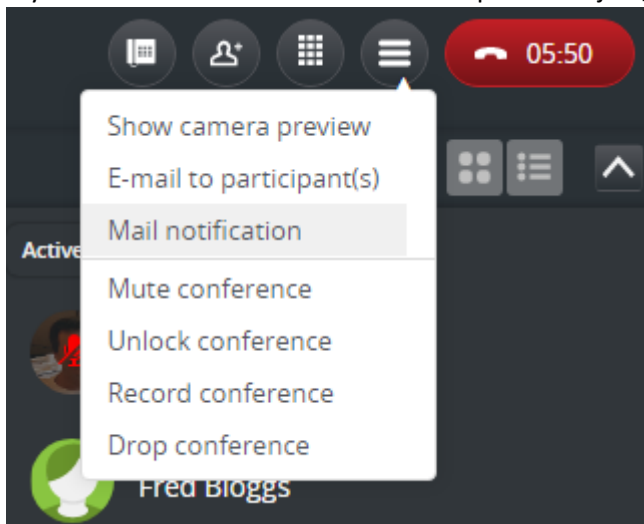 05:50
Show camera preview
E-mail to participant(s)
Mail notification
Active
Mute conference
Unlock conference
Record conference
Drop conference
Fred Bloggs